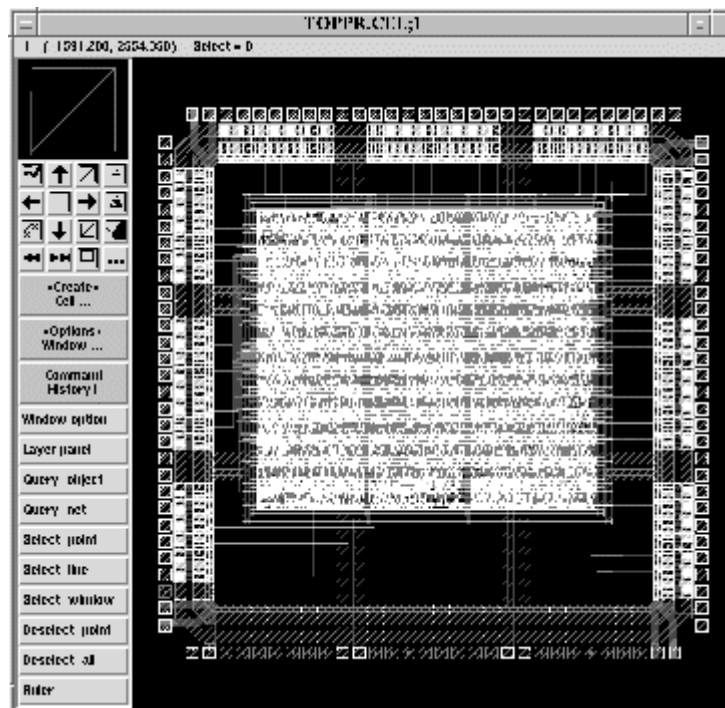 TOPPR.CEL;1
Select = 0
•Create•
Cell ...
•Options•
Window ...
Command
History!
Window option
Layer panel
Query object
Query net
Select point
Select line
Select window
Deselect point
Deselect all
Ruler